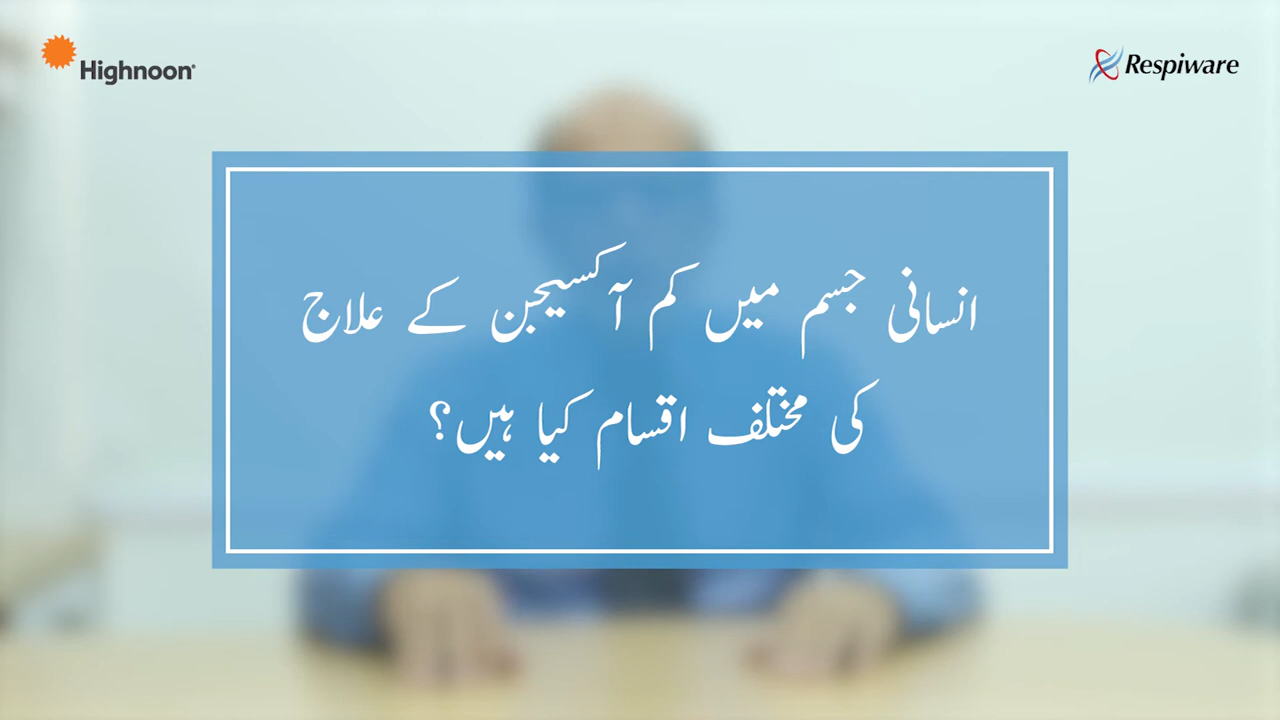 Highnoon
Respiware
انسانی جسم میں کم آکسیجن کے علاج
کی مختلف اقسام کیا ہیں؟